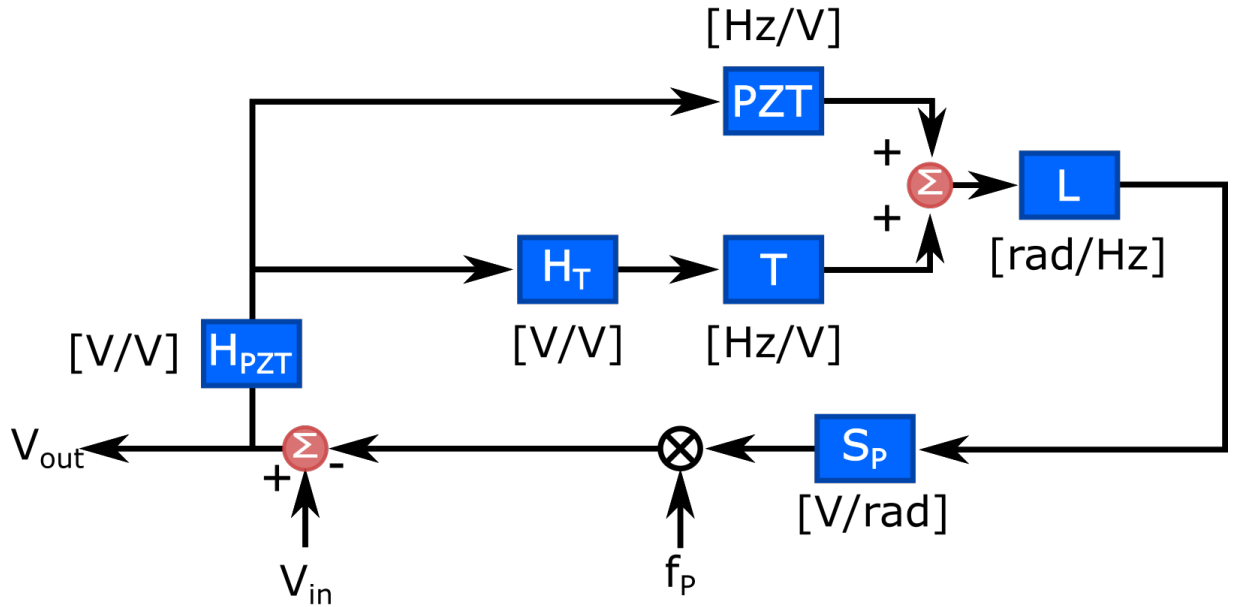 [Hz/V]
PZT
+
Σ
L
+
[rad/Hz]
H_T
T
[V/V]
H_PZT
[V/V]
[Hz/V]
V_out
Σ
+
-
S_P
[V/rad]
V_in
f_P